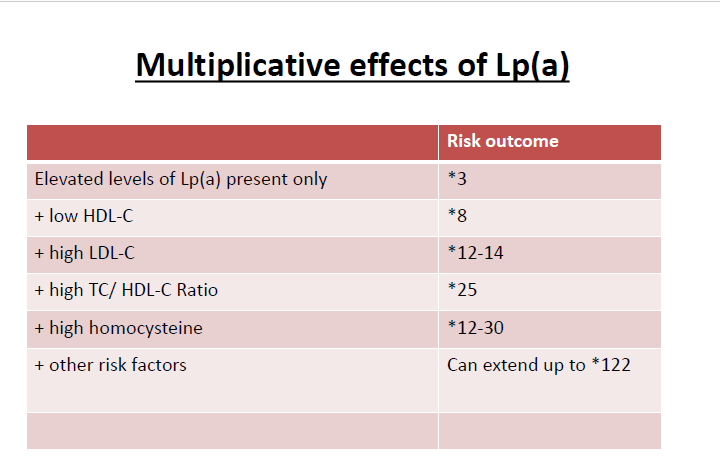 Multiplicative effects of Lp(a)
Risk outcome
Elevated levels of Lp(a) present only *3
+ low HDL-C *8
+ high LDL-C *12-14
+ high TC/ HDL-C Ratio *25
+ high homocysteine *12-30
+ other risk factors Can extend up to *122